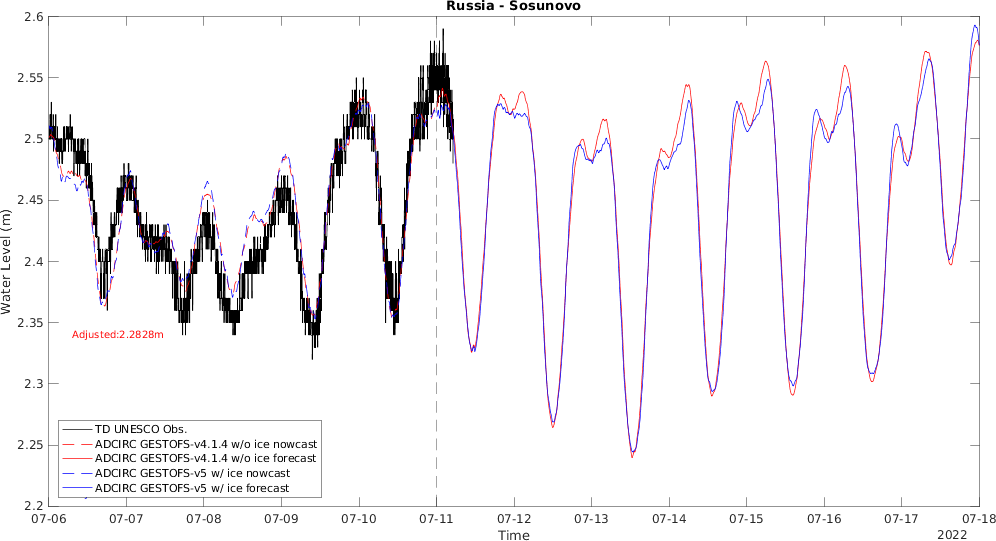 Russia - Sosunovo
2.6
2.55
2.5
2.45
2.4
2.35
2.3
2.25
2.2
Water Level (m)
Adjusted:2.2828m
TD UNESCO Obs.
ADCIRC GESTOFS-v4.1.4 w/o ice nowcast
ADCIRC GESTOFS-v4.1.4 w/o ice forecast
ADCIRC GESTOFS-v5 w/ ice nowcast
ADCIRC GESTOFS-v5 w/ ice forecast
07-06 07-07 07-08 07-09 07-10 07-11 07-12 07-13 07-14 07-15 07-16 07-17 07-18
Time
2022